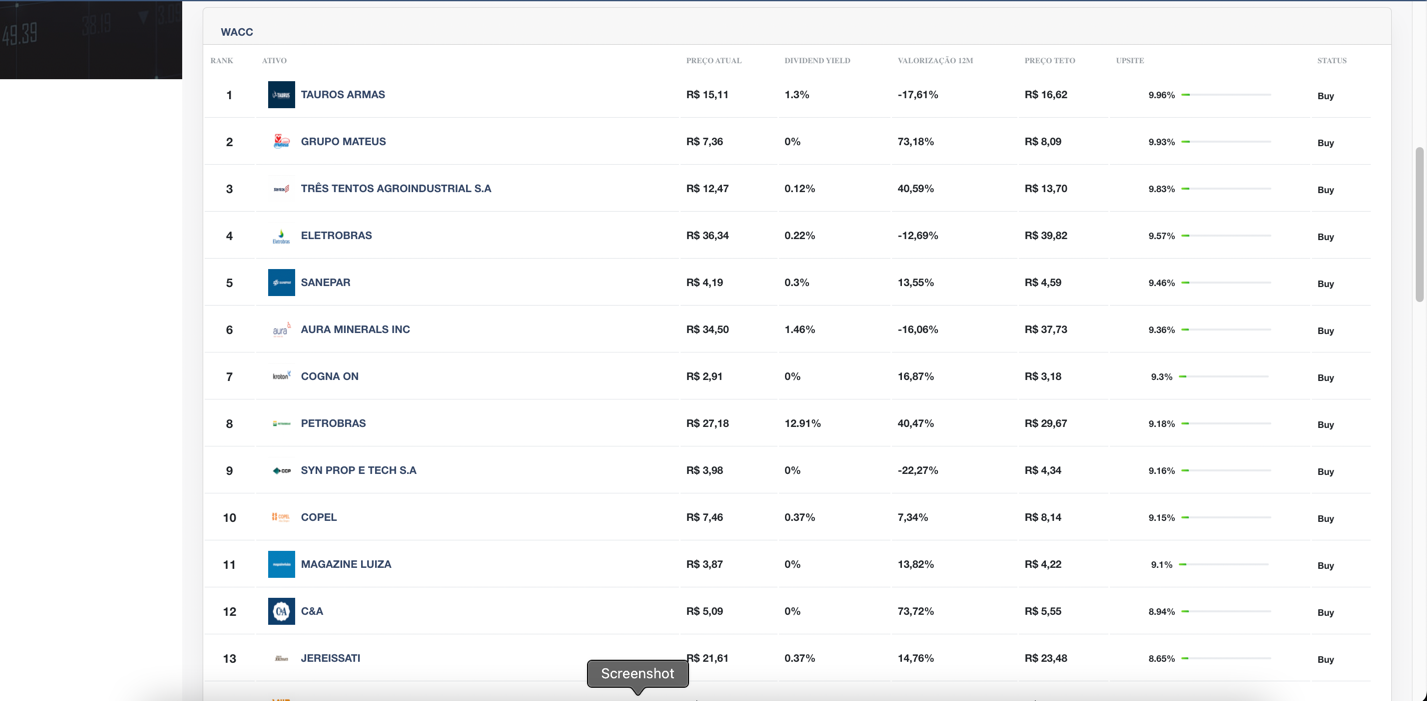 49.39
38.19
▼
WACC
RANK ATIVO PREÇO ATUAL DIVIDEND YIELD VALORIZAÇÃO 12M PREÇO TETO UPSITE STATUS
1 TAUROS TAUROS ARMAS R$ 15,11 1.3% -17,61% R$ 16,62 9.96% Buy
2 GRUPO MATEUS R$ 7,36 0% 73,18% R$ 8,09 9.93% Buy
3 TRÊS TENTOS AGROINDUSTRIAL S.A R$ 12,47 0.12% 40,59% R$ 13,70 9.83% Buy
4 Eletrobras ELETROBRAS R$ 36,34 0.22% -12,69% R$ 39,82 9.57% Buy
5 SANEPAR R$ 4,19 0.3% 13,55% R$ 4,59 9.46% Buy
6 aura AURA MINERALS INC R$ 34,50 1.46% -16,06% R$ 37,73 9.36% Buy
7 kroton COGNA ON R$ 2,91 0% 16,87% R$ 3,18 9.3% Buy
8 PETROBRAS R$ 27,18 12.91% 40,47% R$ 29,67 9.18% Buy
9 CCP SYN PROP E TECH S.A R$ 3,98 0% -22,27% R$ 4,34 9.16% Buy
10 COPEL R$ 7,46 0.37% 7,34% R$ 8,14 9.15% Buy
11 MAGAZINE LUIZA R$ 3,87 0% 13,82% R$ 4,22 9.1% Buy
12 C&A C&A R$ 5,09 0% 73,72% R$ 5,55 8.94% Buy
13 JEREISSATI R$ 21,61 0.37% 14,76% R$ 23,48 8.65% Buy
Screenshot